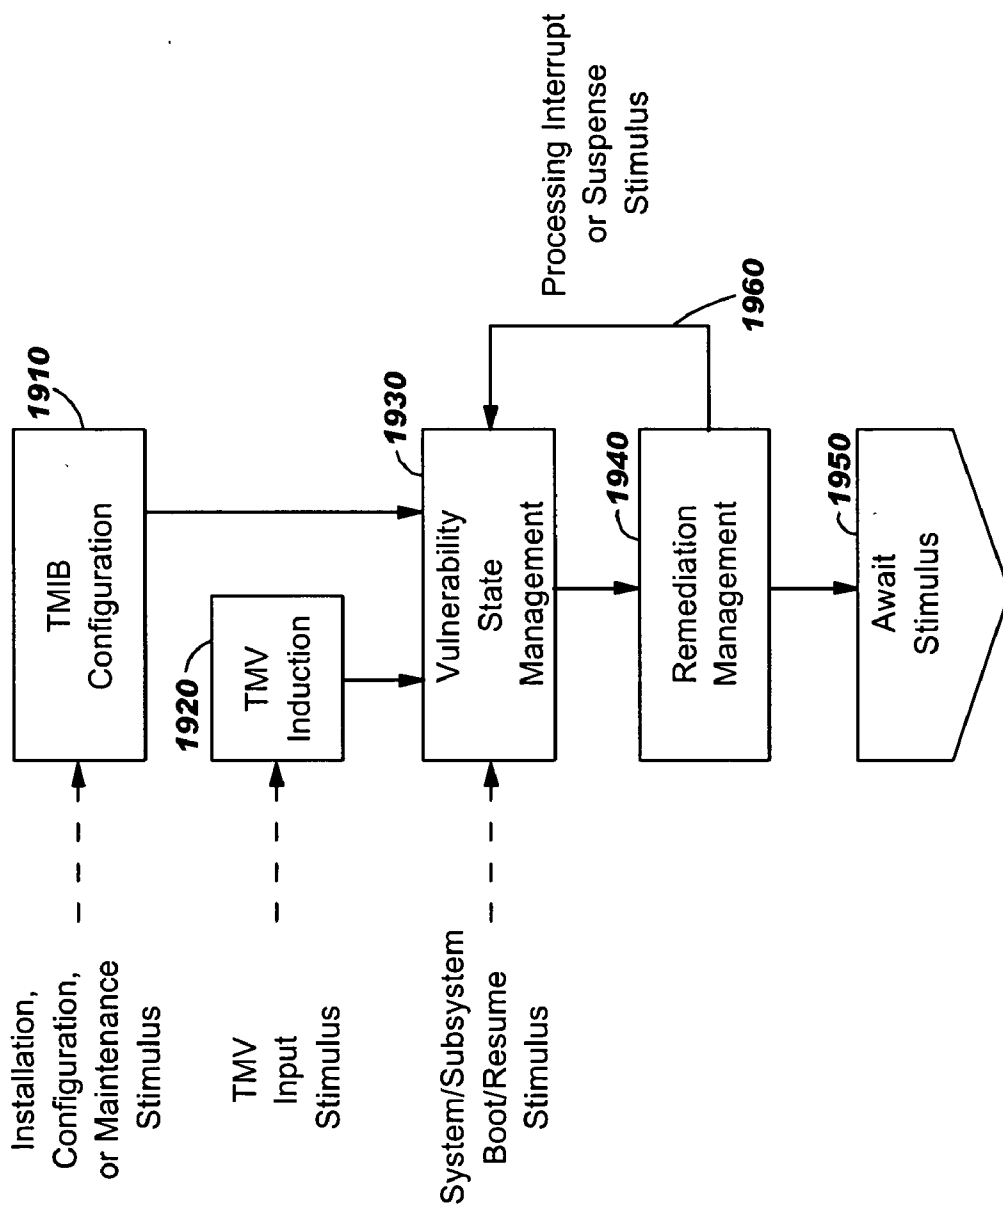 Installation,
Configuration,
or Maintenance
Stimulus
TMIB
Configuration
1910
TMV
Input
Stimulus
1920
TMV
Induction
System/Subsystem
Boot/Resume
Stimulus
Vulnerability
State
Management
1930
Processing Interrupt
or Suspense
Stimulus
1960
Remediation
Management
1940
Await
Stimulus
1950